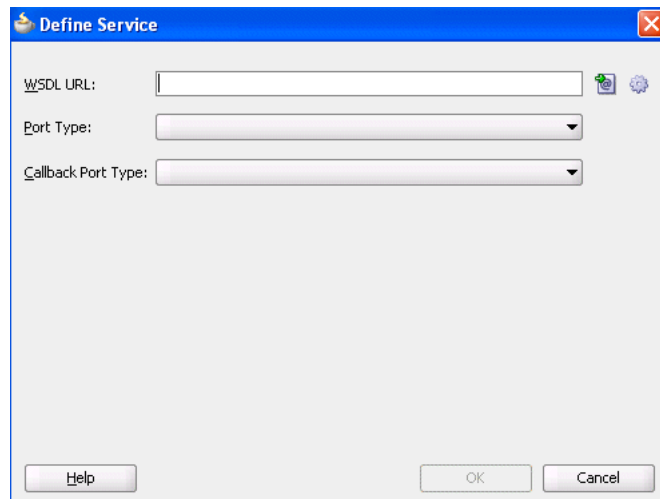 Define Service
WSDL URL:
Port Type:
Callback Port Type:
Help OK Cancel